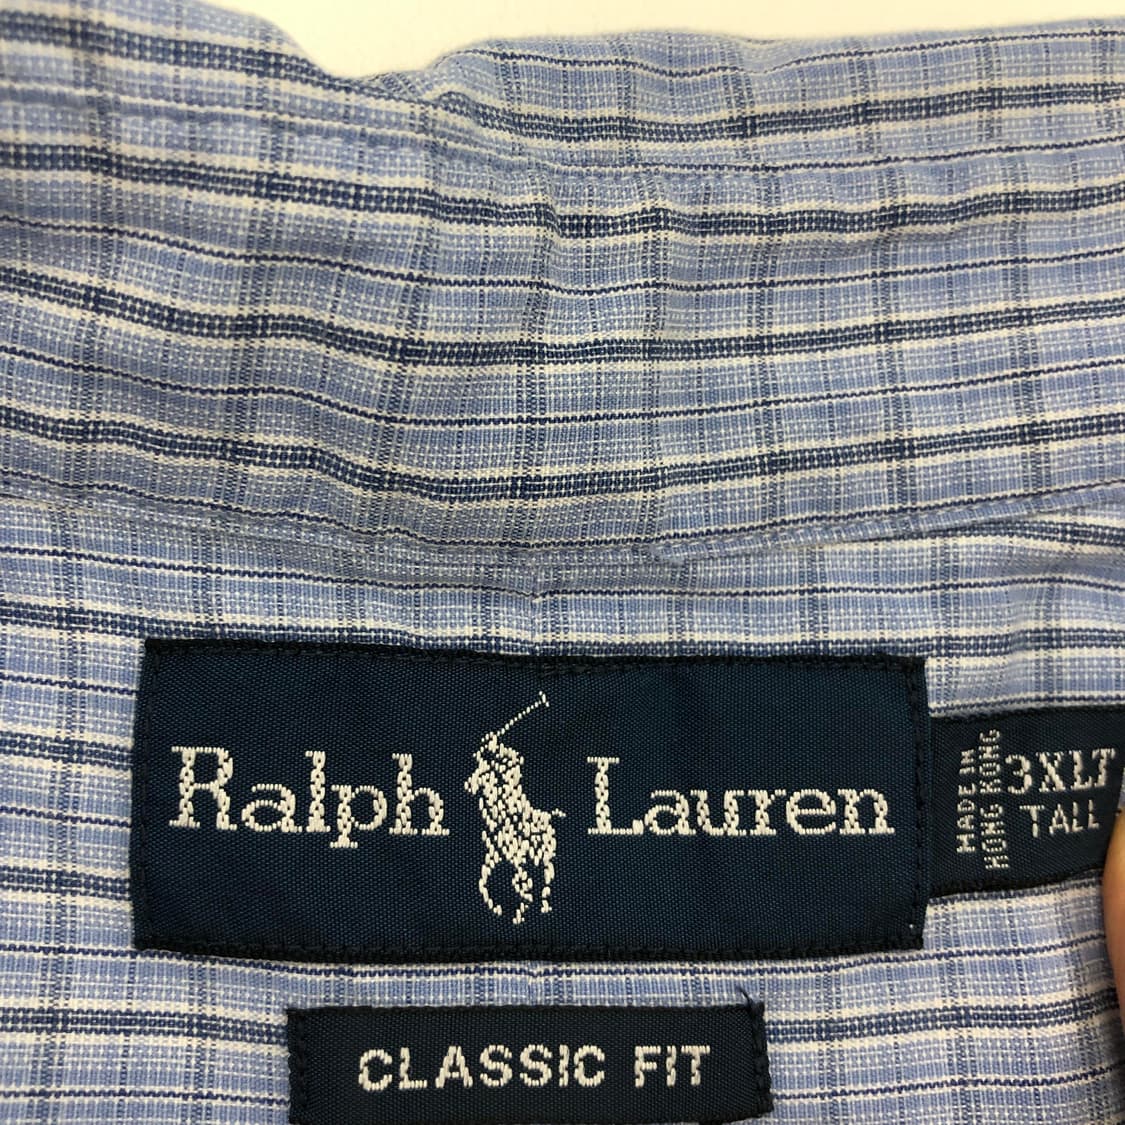 Ralph Lauren
MADE IN
HONG KONG
3XLT
TALL
CLASSIC FIT